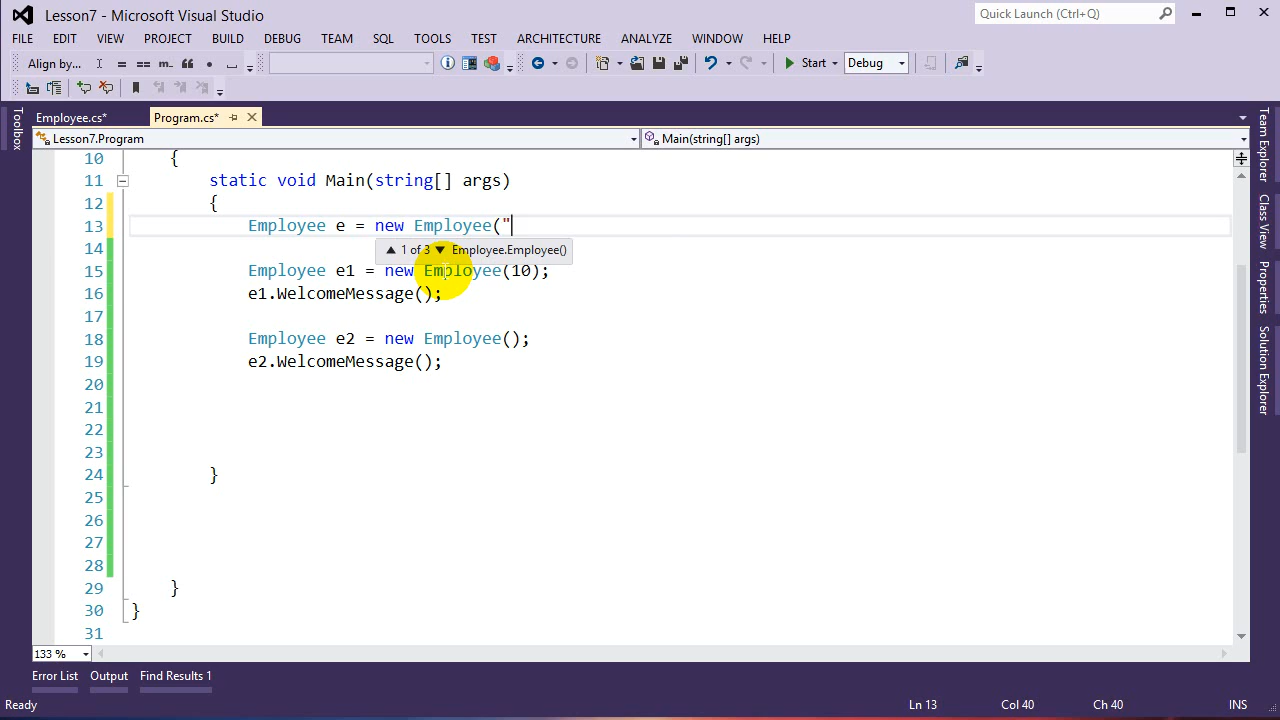 Lesson7 - Microsoft Visual Studio
Quick Launch (Ctrl+Q)
FILE EDIT VIEW PROJECT BUILD DEBUG TEAM SQL TOOLS TEST ARCHITECTURE ANALYZE WINDOW HELP
Align by... Start Debug
Employee.cs* Program.cs*
Lesson7.Program Main(string[] args)
Toolbox
Team Explorer
Class View
Properties
Solution Explorer
10 {
11 static void Main(string[] args)
12 {
13 Employee e = new Employee("
1 of 3 Employee.Employee()
14
15 Employee e1 = new Employee(10);
16 e1.WelcomeMessage();
17
18 Employee e2 = new Employee();
19 e2.WelcomeMessage();
20
21
22
23
24 }
25
26
27
28
29 }
30 }
31
133 %
Error List Output Find Results 1
Ready Ln 13 Col 40 Ch 40 INS